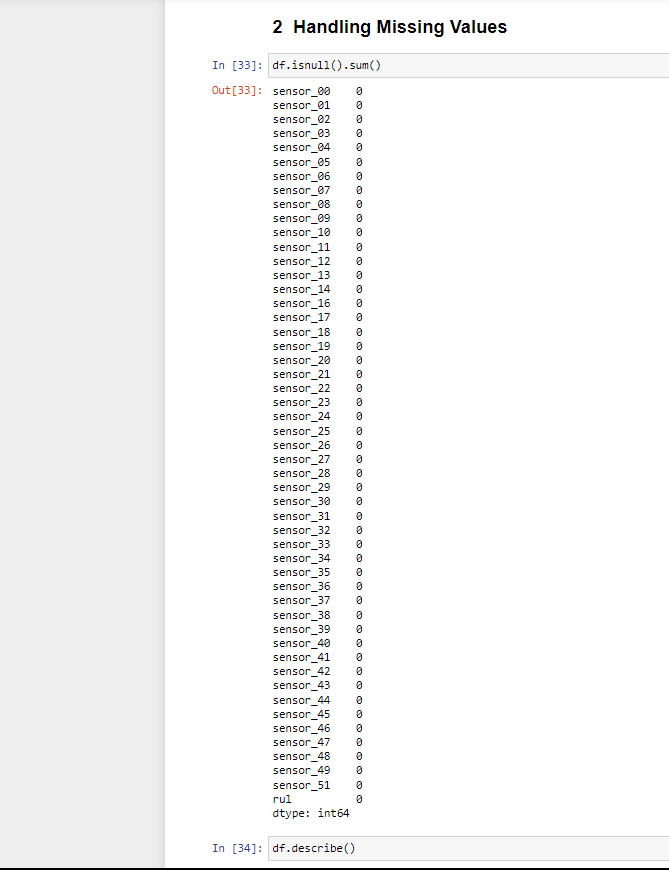 2 Handling Missing Values
In [33]: df.isnull().sum()
Out[33]: sensor_00 0
sensor_01 0
sensor_02 0
sensor_03 0
sensor_04 0
sensor_05 0
sensor_06 0
sensor_07 0
sensor_08 0
sensor_09 0
sensor_10 0
sensor_11 0
sensor_12 0
sensor_13 0
sensor_14 0
sensor_16 0
sensor_17 0
sensor_18 0
sensor_19 0
sensor_20 0
sensor_21 0
sensor_22 0
sensor_23 0
sensor_24 0
sensor_25 0
sensor_26 0
sensor_27 0
sensor_28 0
sensor_29 0
sensor_30 0
sensor_31 0
sensor_32 0
sensor_33 0
sensor_34 0
sensor_35 0
sensor_36 0
sensor_37 0
sensor_38 0
sensor_39 0
sensor_40 0
sensor_41 0
sensor_42 0
sensor_43 0
sensor_44 0
sensor_45 0
sensor_46 0
sensor_47 0
sensor_48 0
sensor_49 0
sensor_51 0
rul 0
dtype: int64
In [34]: df.describe()